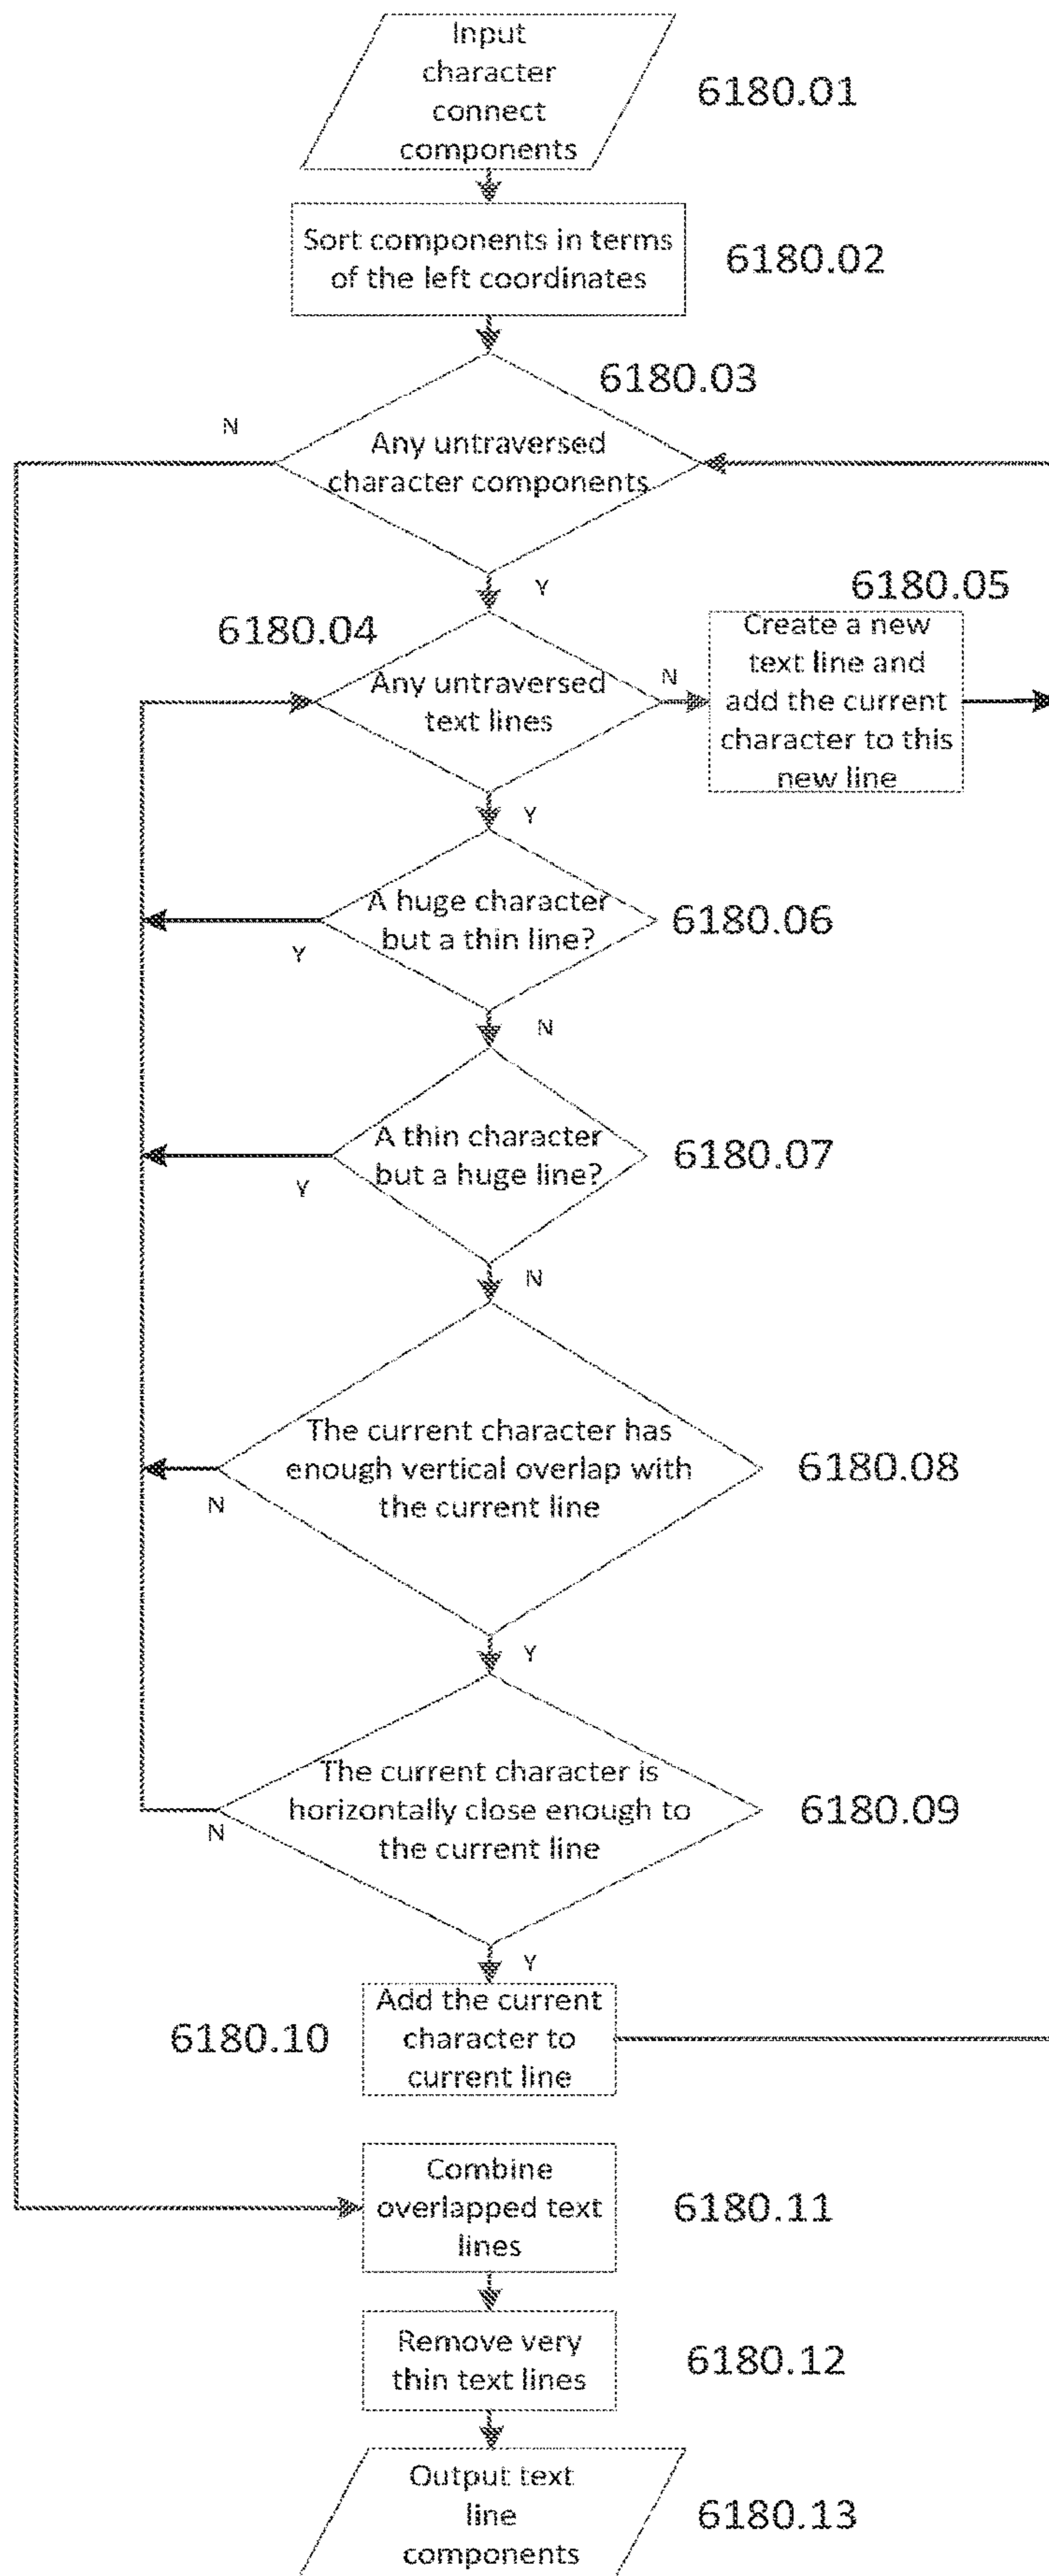 Input
character
connect
components
6180.01
Sort components in terms
of the left coordinates
6180.02
6180.03
N
Any untraversed
character components
Y
6180.04
Any untraversed
text lines
N
6180.05
Create a new
text line and
add the current
character to this
new line
Y
A huge character
but a thin line?
6180.06
Y
N
A thin character
but a huge line?
6180.07
Y
N
The current character has
enough vertical overlap with
the current line
6180.08
N
Y
The current character is
horizontally close enough to
the current line
6180.09
N
Y
Add the current
character to
current line
6180.10
Combine
overlapped text
lines
6180.11
Remove very
thin text lines
6180.12
Output text
line
components
6180.13